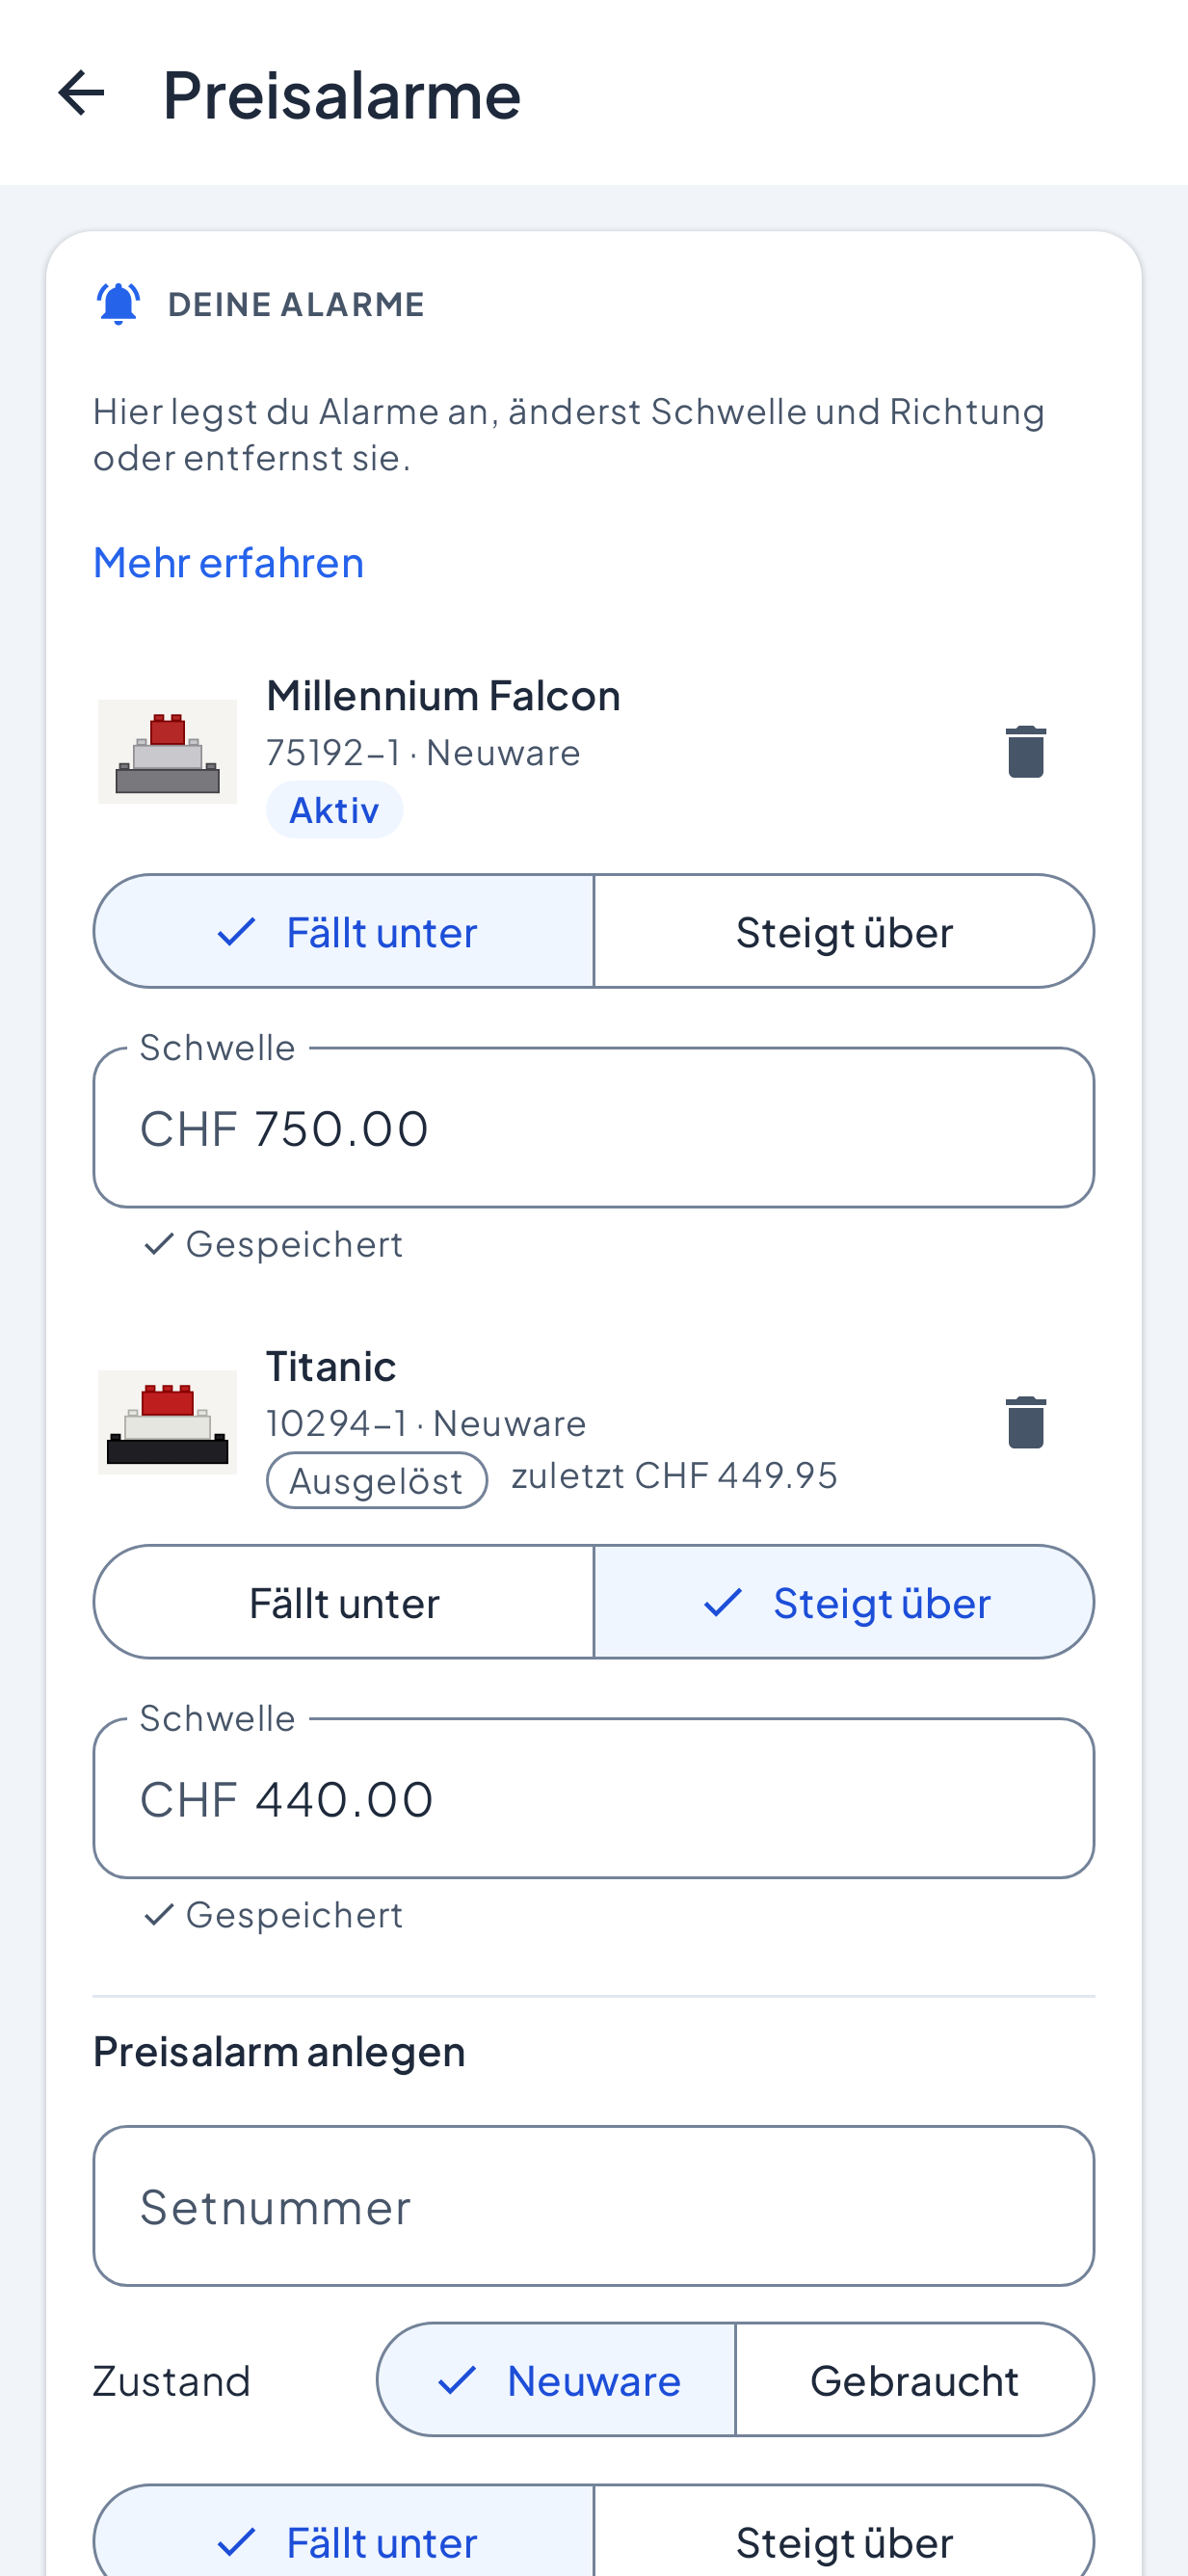 Preisalarme
DEINE ALARME
Hier legst du Alarme an, änderst Schwelle und Richtung
oder entfernst sie.
Mehr erfahren
Millennium Falcon
75192–1 · Neuware
Aktiv
Fällt unter
Steigt über
Schwelle
CHF 750.00
Gespeichert
Titanic
10294–1 · Neuware
Ausgelöst zuletzt CHF 449.95
Fällt unter
Steigt über
Schwelle
CHF 440.00
Gespeichert
Preisalarm anlegen
Setnummer
Zustand
Neuware
Gebraucht
Fällt unter
Steigt über